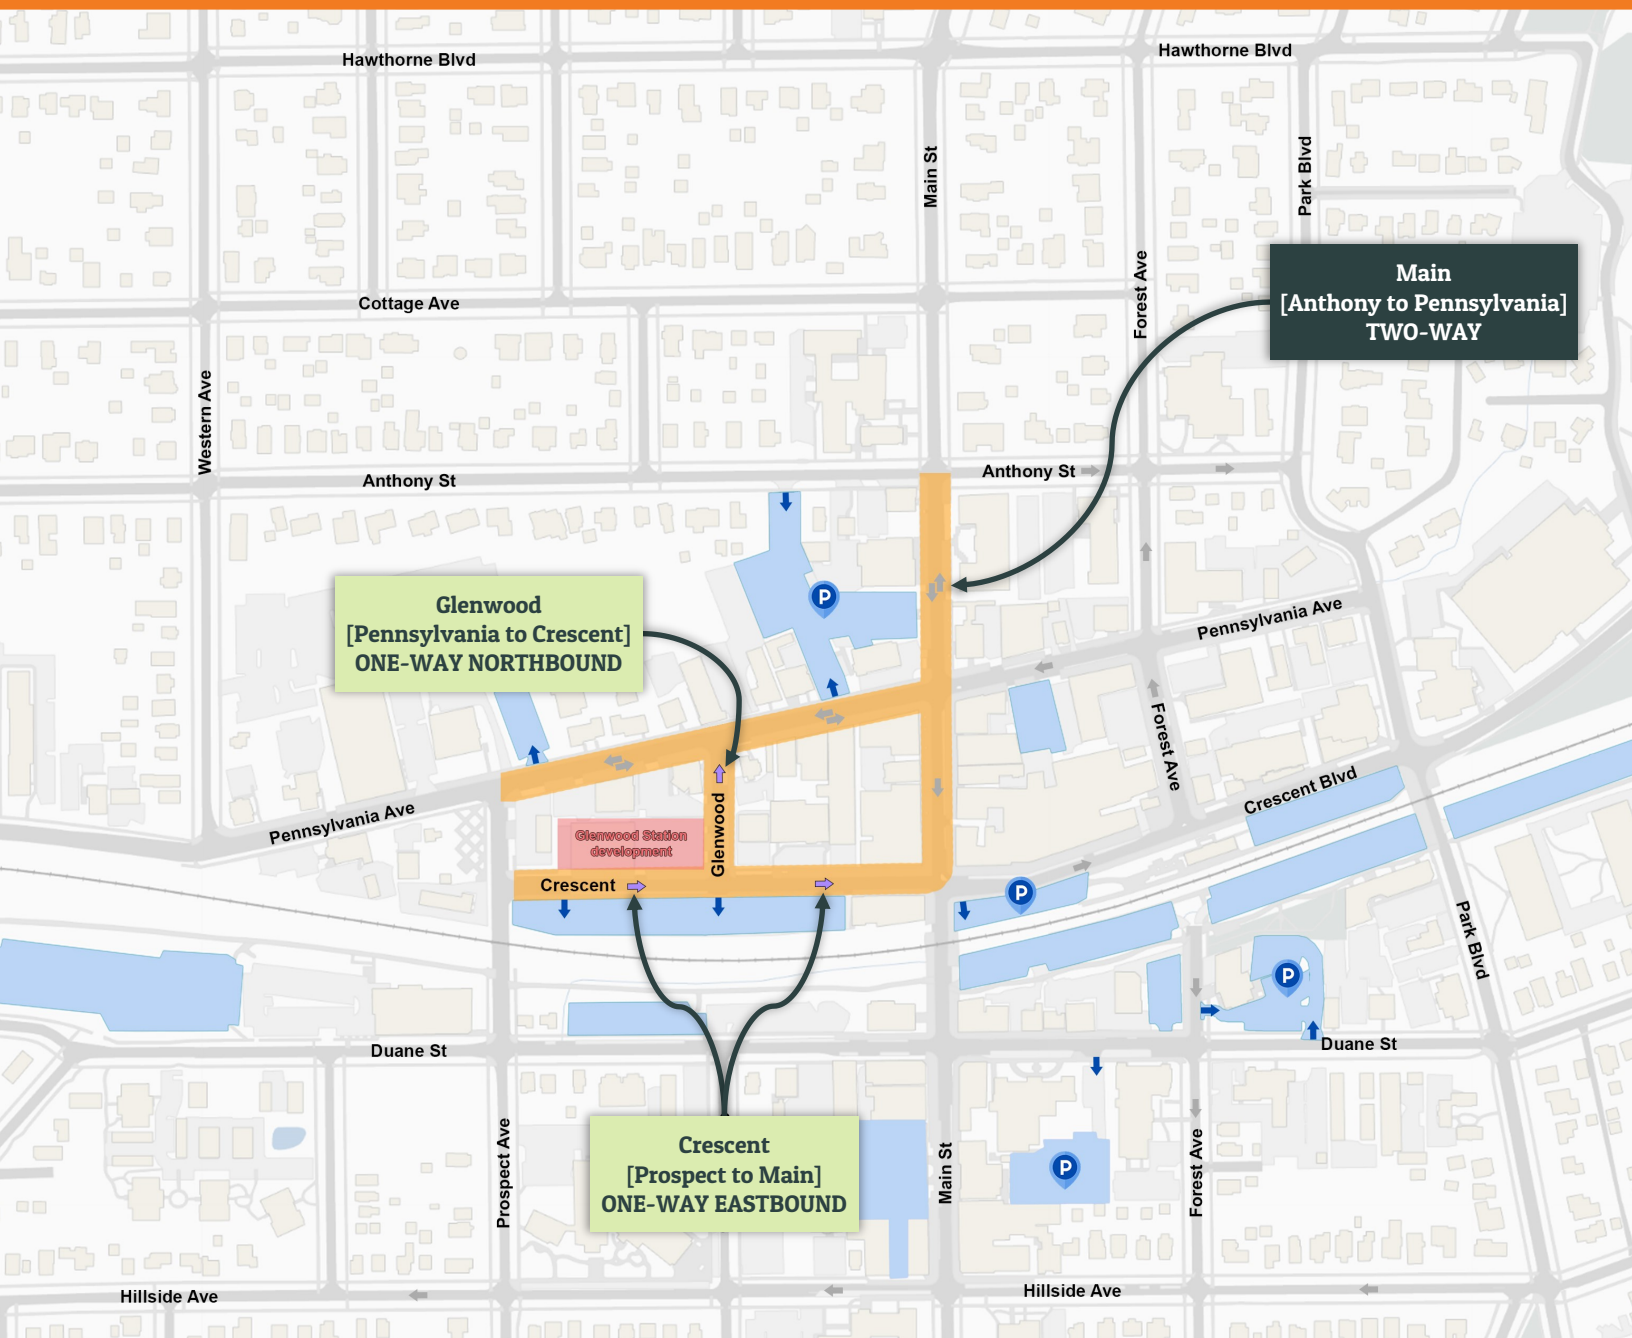 Hawthorne Blvd
Hawthorne Blvd
Main St
Park Blvd
Forest Ave
Main
[Anthony to Pennsylvania]
TWO-WAY
Cottage Ave
Western Ave
Anthony St
Anthony St
P
Glenwood
[Pennsylvania to Crescent]
ONE-WAY NORTHBOUND
Pennsylvania Ave
Forest Ave
Pennsylvania Ave
Crescent Blvd
Glenwood Station
development
Glenwood
Crescent
P
Park Blvd
P
Duane St
Duane St
Prospect Ave
Crescent
[Prospect to Main]
ONE-WAY EASTBOUND
Main St
P
Forest Ave
Hillside Ave
Hillside Ave